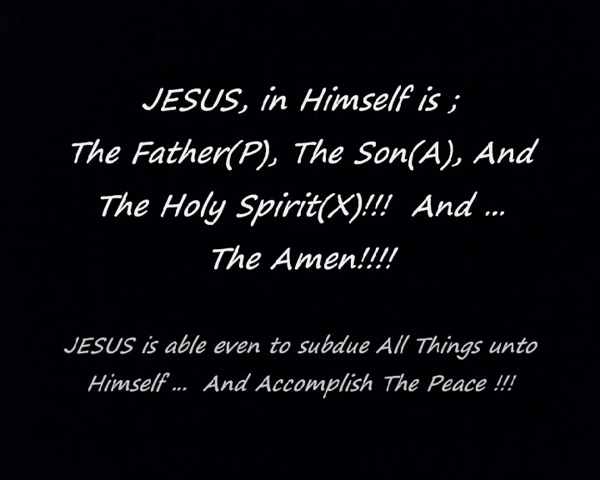 JESUS, in Himself is ;
The Father(P), The Son(A), And
The Holy Spirit(X)!!!  And ...
The Amen!!!!
JESUS is able even to subdue All Things unto
Himself ...  And Accomplish The Peace !!!